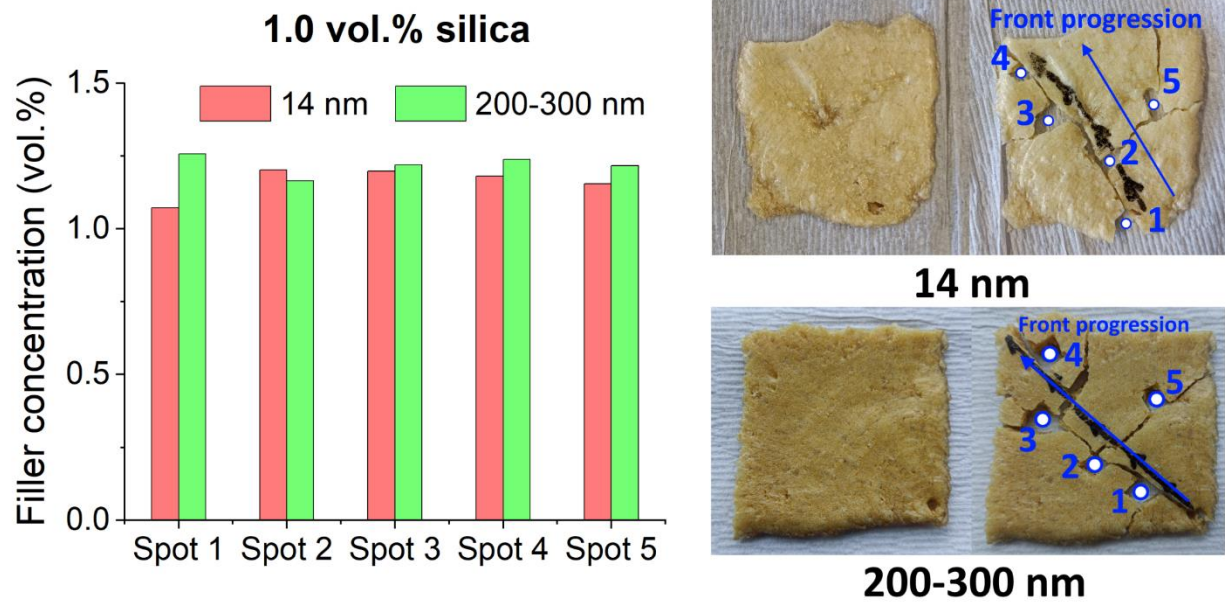 1.0 vol.% silica
14 nm
200-300 nm
Filler concentration (vol.%)
1.5
1.0
0.5
0.0
Spot 1
Spot 2
Spot 3
Spot 4
Spot 5
Front progression
4
5
3
2
1
14 nm
Front progression
4
5
3
2
1
200-300 nm